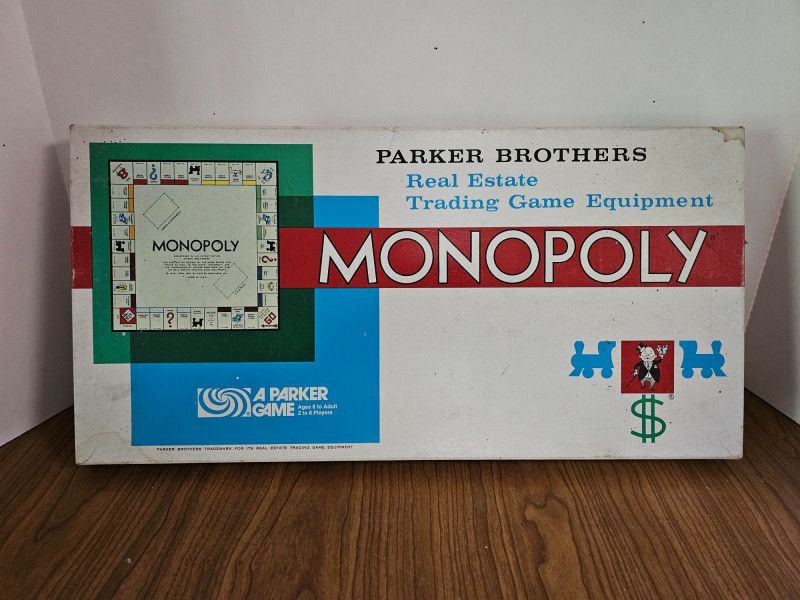 PARKER BROTHERS
Real Estate
Trading Game Equipment
MONOPOLY
MONOPOLY
A PARKER
GAME
Ages 8 to Adult
2 to 8 Players
PARKER BROTHERS TRADEMARK FOR ITS REAL ESTATE TRADING GAME EQUIPMENT
$
®